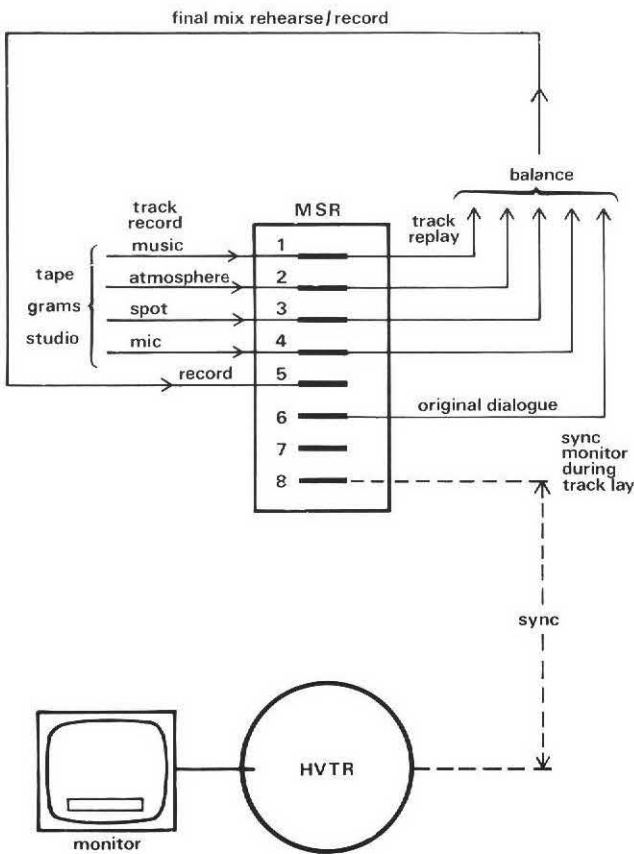 final mix rehearse/record
balance
track
record
MSR
track
replay
tape
grams
studio
music
atmosphere
spot
mic
record
1
2
3
4
5
6
7
8
original dialogue
sync
monitor
during
track lay
sync
HVTR
monitor